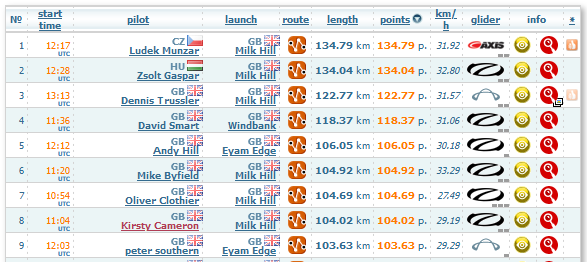 № start time pilot launch route length points km/h glider info *
1 12:17 UTC CZ Ludek Munzar GB Milk Hill 134.79 km 134.79 p. 31.92 AXIS
2 12:28 UTC HU Zsolt Gaspar GB Milk Hill 134.04 km 134.04 p. 32.80
3 13:13 UTC GB Dennis Trussler GB Milk Hill 122.77 km 122.77 p. 31.57
4 11:36 UTC GB David Smart GB Windbank 118.37 km 118.37 p. 31.06
5 12:12 UTC GB Andy Hill GB Eyam Edge 106.05 km 106.05 p. 30.18
6 11:20 UTC GB Mike Byfield GB Milk Hill 104.92 km 104.92 p. 33.29
7 10:54 UTC GB Oliver Clothier GB Milk Hill 104.69 km 104.69 p. 27.49
8 11:04 UTC GB Kirsty Cameron GB Milk Hill 104.02 km 104.02 p. 29.19
9 12:03 UTC GB peter southern GB Eyam Edge 103.63 km 103.63 p. 29.29